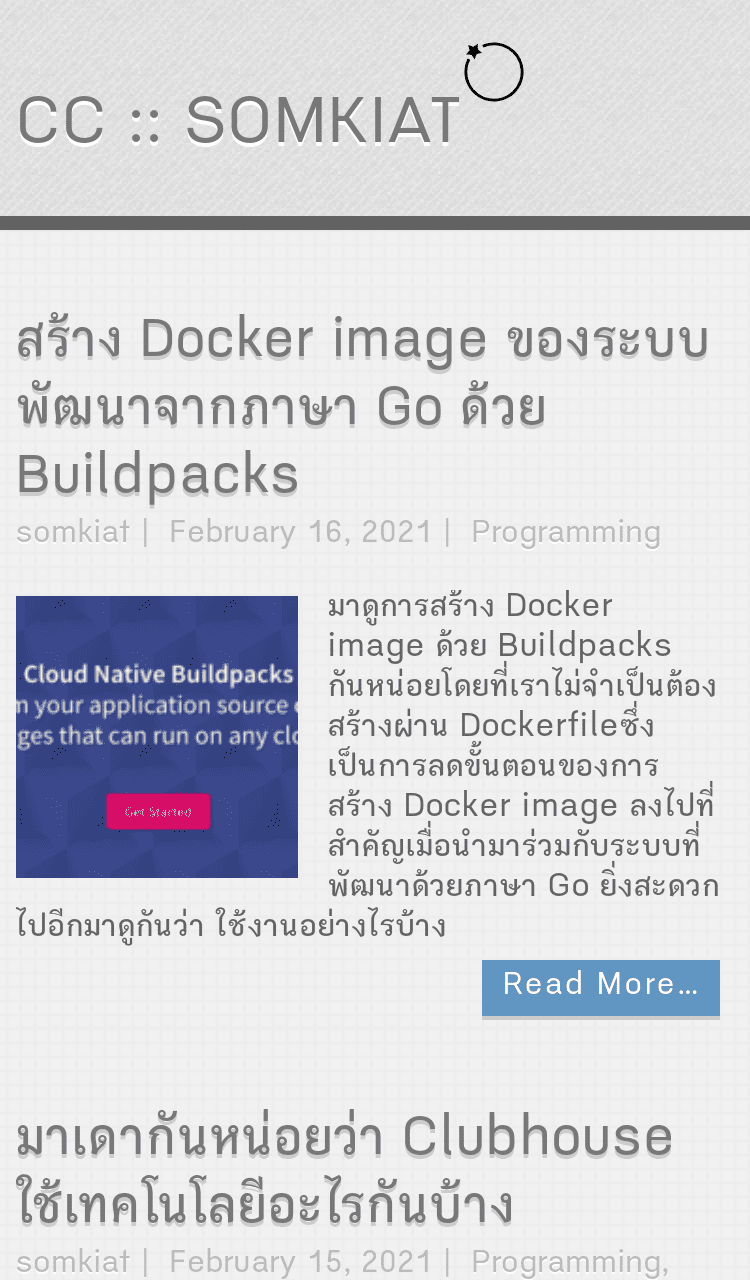 CC :: SOMKIAT
สร้าง Docker image ของระบบ
พัฒนาจากภาษา Go ด้วย
Buildpacks
somkiat | February 16, 2021 | Programming
Cloud Native Buildpacks
your application source
ges that can run on any clo
Get Started
มาดูการสร้าง Docker
image ด้วย Buildpacks
กันหน่อยโดยที่เราไม่จำเป็นต้อง
สร้างผ่าน Dockerfileซึ่ง
เป็นการลดขั้นตอนของการ
สร้าง Docker image ลงไปที่
สำคัญเมื่อนำมาร่วมกับระบบที่
พัฒนาด้วยภาษา Go ยิ่งสะดวก
ไปอีกมาดูกันว่า ใช้งานอย่างไรบ้าง
Read More…
มาเดากันหน่อยว่า Clubhouse
ใช้เทคโนโลยีอะไรกันบ้าง
somkiat | February 15, 2021 | Programming,